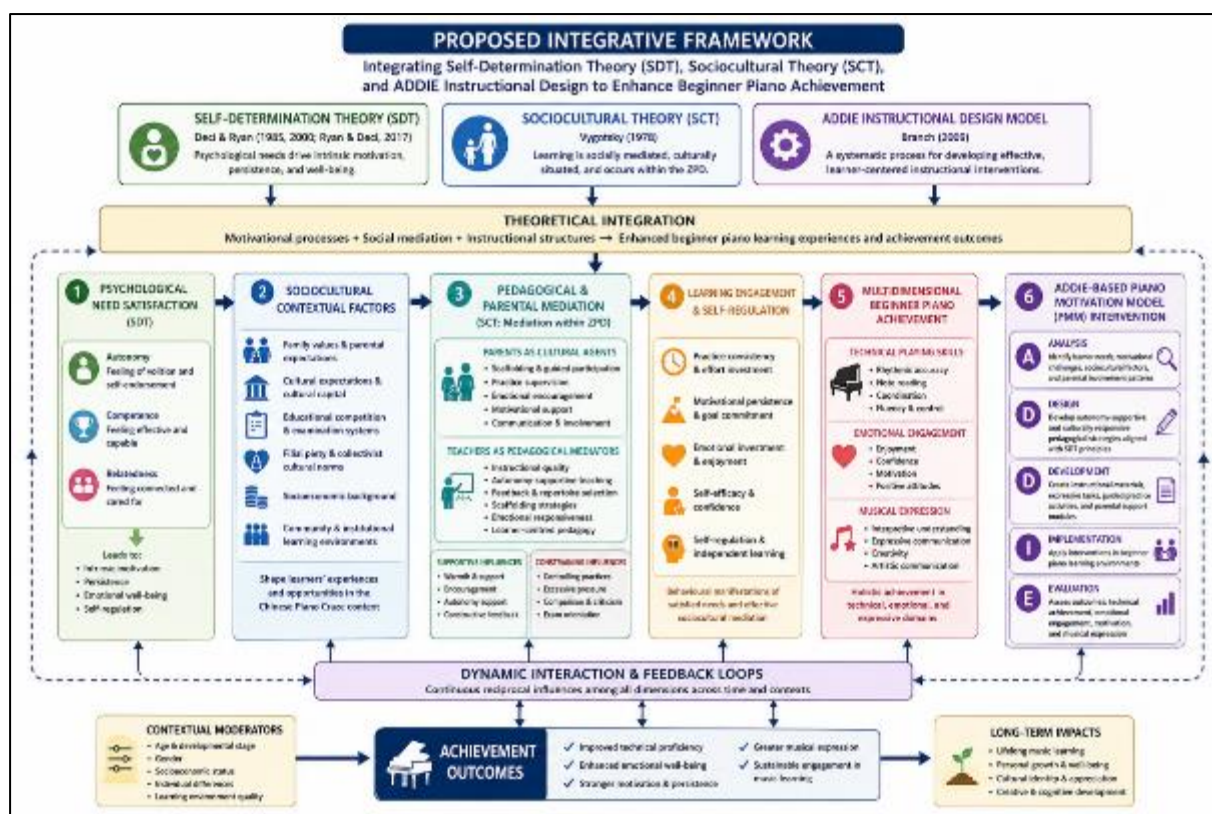 PROPOSED INTEGRATIVE FRAMEWORK
Integrating Self-Determination Theory (SDT), Sociocultural Theory (SCT),
and ADDIE Instructional Design to Enhance Beginner Piano Achievement
SELF-DETERMINATION THEORY (SDT)
Deci & Ryan (1985, 2000; Ryan & Deci, 2017)
Psychological needs drive intrinsic motivation,
persistence, and well-being.
SOCIOCULTURAL THEORY (SCT)
Vygotsky (1978)
Learning is socially mediated, culturally
situated, and occurs within the ZPD.
ADDIE INSTRUCTIONAL DESIGN MODEL
Branch (2009)
A systematic process for developing effective,
learner-centered instructional interventions.
THEORETICAL INTEGRATION
Motivational processes + Social mediation + Instructional structures → Enhanced beginner piano learning experiences and achievement outcomes
1 PSYCHOLOGICAL
NEED SATISFACTION
(SDT)
Autonomy
Feeling of volition and
self-endorsement
Competence
Feeling effective and
capable
Relatedness
Feeling connected and
cared for
Leads to:
• Intrinsic motivation
• Persistence
• Emotional well-being
• Self-regulation
2 SOCIOCULTURAL
CONTEXTUAL FACTORS
Family values & parental
expectations
Cultural expectations &
cultural capital
Educational competition
& examination systems
Filial piety & collectivist
cultural norms
Socioeconomic background
Community & institutional
learning environments
Shape learners' experiences
and opportunities in the
Chinese Piano Craze context
3 PEDAGOGICAL &
PARENTAL MEDIATION
(SCT: Mediation within ZPD)
PARENTS AS CULTURAL AGENTS
• Scaffolding & guided participation
• Practice supervision
• Emotional encouragement
• Motivational support
• Communication & involvement
TEACHERS AS PEDAGOGICAL MEDIATORS
• Instructional quality
• Autonomy supportive teaching
• Feedback & repertoire selection
• Scaffolding strategies
• Emotional responsiveness
• Learner-centred pedagogy
SUPPORTIVE INFLUENCES
• Warmth & support
• Encouragement
• Autonomy support
• Constructive feedback
CONSTRAINING INFLUENCES
• Controlling practices
• Excessive pressure
• Comparison & criticism
• Exam orientation
4 LEARNING ENGAGEMENT
& SELF-REGULATION
Practice consistency
& effort investment
Motivational persistence
& goal commitment
Emotional investment
& enjoyment
Self-efficacy &
confidence
Self-regulation &
independent learning
Behavioural manifestations of
satisfied needs and effective
sociocultural mediation
5 MULTIDIMENSIONAL
BEGINNER PIANO
ACHIEVEMENT
TECHNICAL PLAYING SKILLS
• Rhythmic accuracy
• Note reading
• Coordination
• Fluency & control
EMOTIONAL ENGAGEMENT
• Enjoyment
• Confidence
• Motivation
• Positive attitudes
MUSICAL EXPRESSION
• understanding
• Expressive communication
• Creativity
• Artistic communication
Holistic achievement in
technical, emotional, and
expressive domains
6 ADDIE-BASED PIANO
MOTIVATION MODEL
(PMM) INTERVENTION
A ANALYSIS
Identify learner needs, motivational
challenges, sociocultural factors,
and parental involvement patterns
D DESIGN
Develop autonomy-supportive
and culturally responsive
pedagogical strategies aligned
with principles
D DEVELOPMENT
Create instructional materials,
expressive tasks, guided practice
activities, and parental support
modules
I IMPLEMENTATION
Apply interventions in beginner
piano learning environments
E EVALUATION
Assess outcomes: technical
achievement, emotional
engagement, motivation,
and musical expression
DYNAMIC INTERACTION & FEEDBACK LOOPS
Continuous reciprocal influences among all dimensions across time and contexts
CONTEXTUAL MODERATORS
• Age & developmental stage
• Gender
• Socioeconomic status
• Individual differences
• Learning environment quality
ACHIEVEMENT
OUTCOMES
✓ Improved technical proficiency
✓ Enhanced emotional well-being
✓ Stronger motivation & persistence
✓ Greater musical expression
✓ Sustainable engagement in
music learning
LONG-TERM IMPACTS
• Lifelong music learning
• Personal growth & well-being
• Cultural identity & appreciation
• Creative & cognitive development